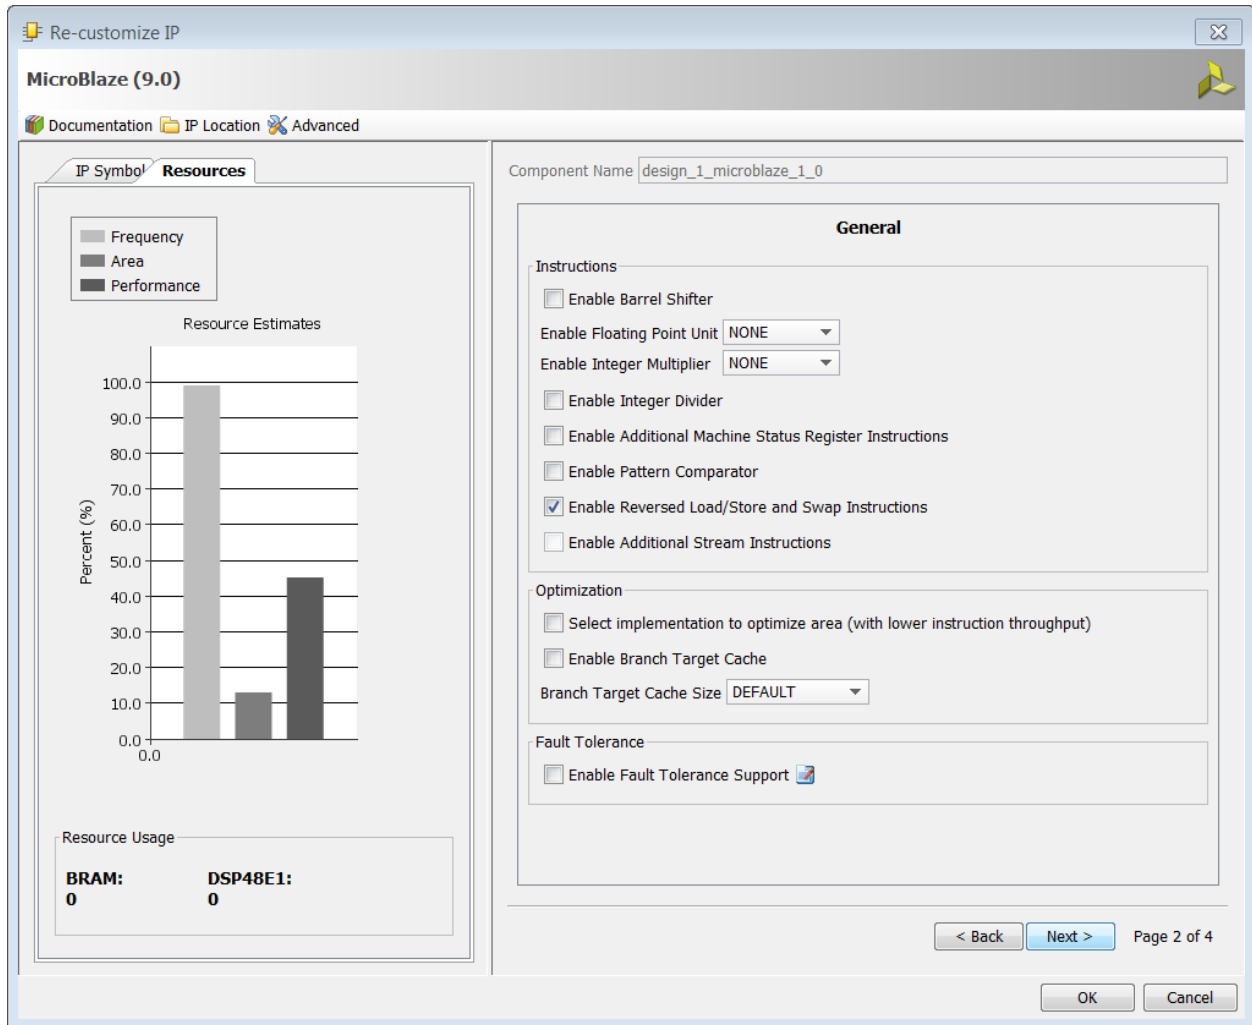 Re-customize IP
MicroBlaze (9.0)
Documentation IP Location Advanced
IP Symbol Resources
Frequency
Area
Performance
Resource Estimates
100.0
90.0
80.0
70.0
60.0
50.0
40.0
30.0
20.0
10.0
0.0
0.0
Percent (%)
Resource Usage
BRAM: DSP48E1:
0 0
Component Name design_1_microblaze_1_0
General
Instructions
Enable Barrel Shifter
Enable Floating Point Unit NONE
Enable Integer Multiplier NONE
Enable Integer Divider
Enable Additional Machine Status Register Instructions
Enable Pattern Comparator
Enable Reversed Load/Store and Swap Instructions
Enable Additional Stream Instructions
Optimization
Select implementation to optimize area (with lower instruction throughput)
Enable Branch Target Cache
Branch Target Cache Size DEFAULT
Fault Tolerance
Enable Fault Tolerance Support
< Back Next > Page 2 of 4
OK Cancel